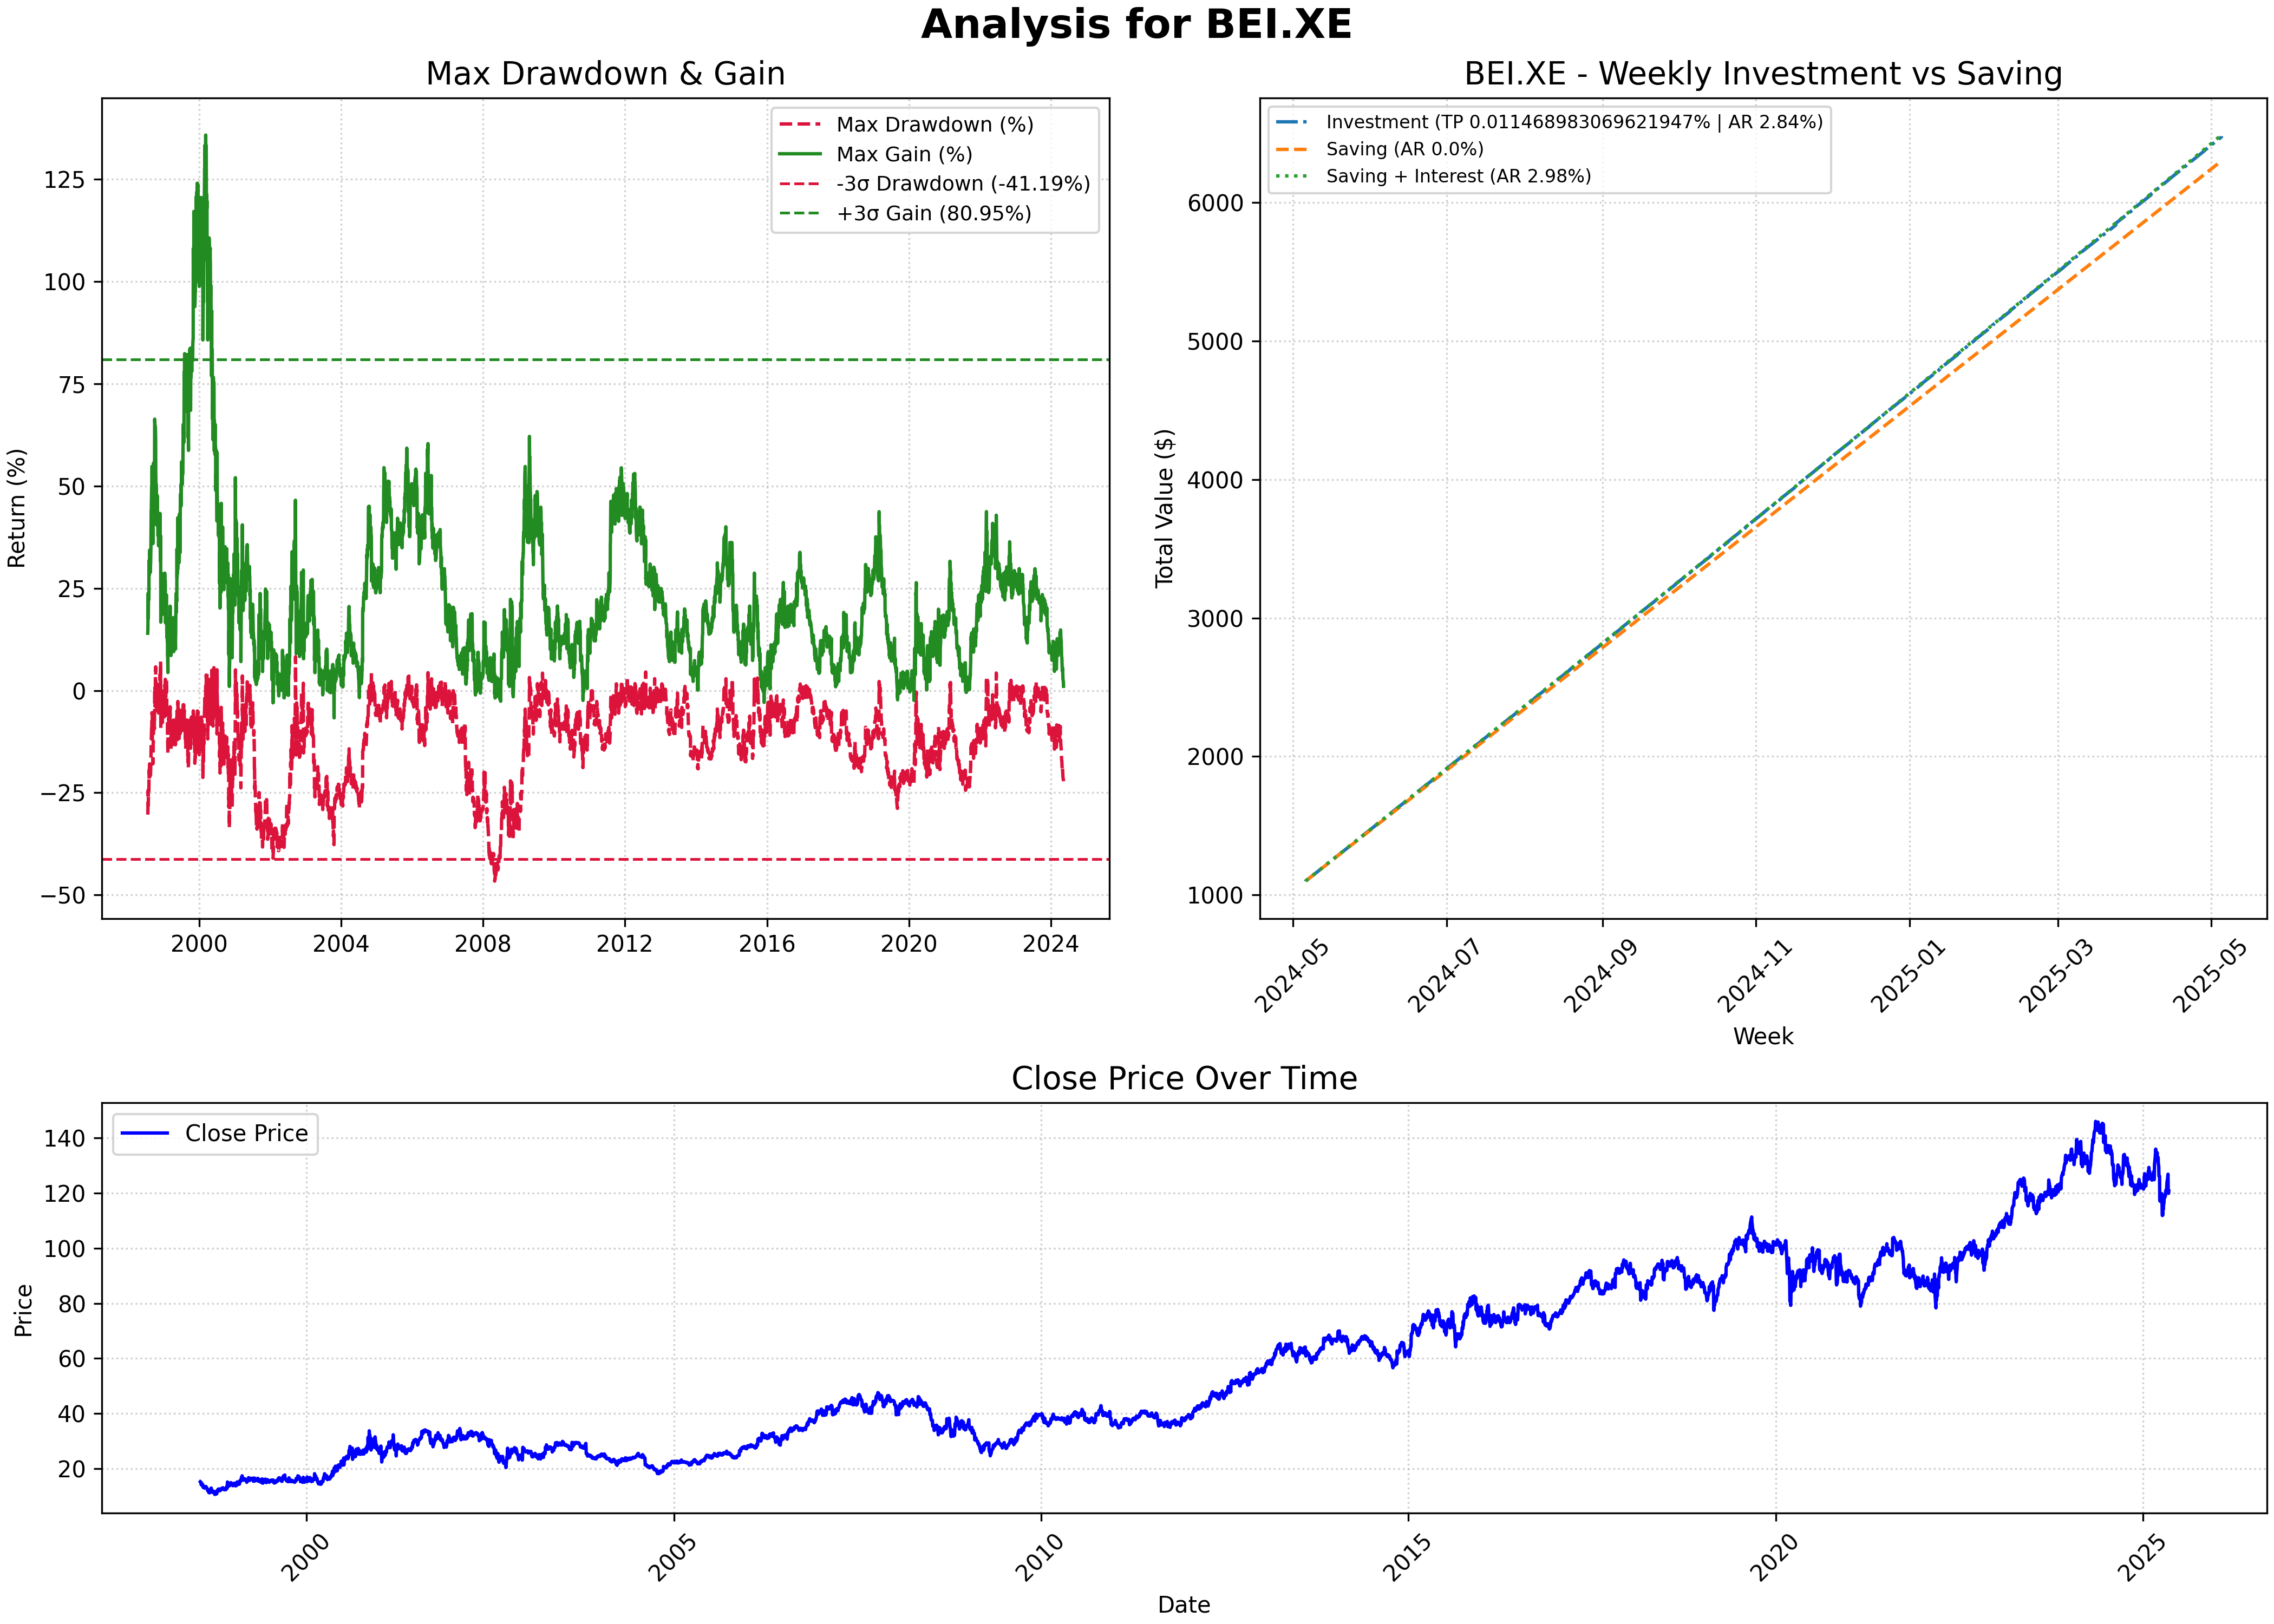 Analysis for BEI.XE
Max Drawdown & Gain
Max Drawdown (%)
Max Gain (%)
-3σ Drawdown (-41.19%)
+3σ Gain (80.95%)
Return (%)
125
100
75
50
25
0
−25
−50
2000 2004 2008 2012 2016 2020 2024
BEI.XE - Weekly Investment vs Saving
Investment (TP 0.011468983069621947% | AR 2.84%)
Saving (AR 0.0%)
Saving + Interest (AR 2.98%)
Total Value ($)
6000
5000
4000
3000
2000
1000
2024-05 2024-07 2024-09 2024-11 2025-01 2025-03 2025-05
Week
Close Price Over Time
Close Price
Price
140
120
100
80
60
40
20
2000 2005 2010 2015 2020 2025
Date